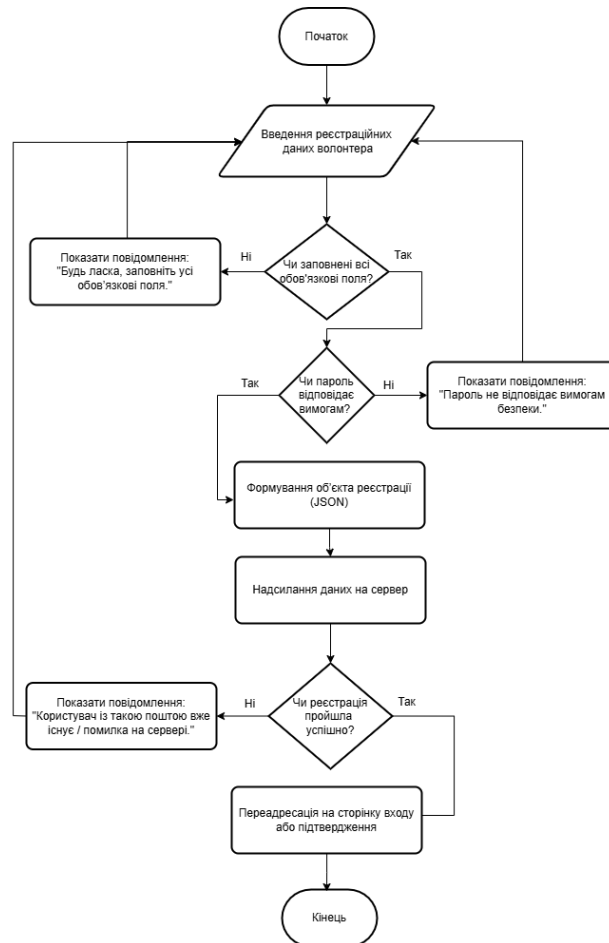 Початок
Введення реєстраційних
даних волонтера
Показати повідомлення:
"Будь ласка, заповніть усі
обов'язкові поля."
Ні
Чи заповнені всі
обов'язкові поля?
Так
Так
Чи пароль
відповідає
вимогам?
Ні
Показати повідомлення:
"Пароль не відповідає вимогам
безпеки."
Формування об'єкта реєстрації
(JSON)
Надсилання даних на сервер
Показати повідомлення:
"Користувач із такою поштою вже
існує / помилка на сервері."
Ні
Чи реєстрація
пройшла
успішно?
Так
Переадресація на сторінку входу
або підтвердження
Кінець